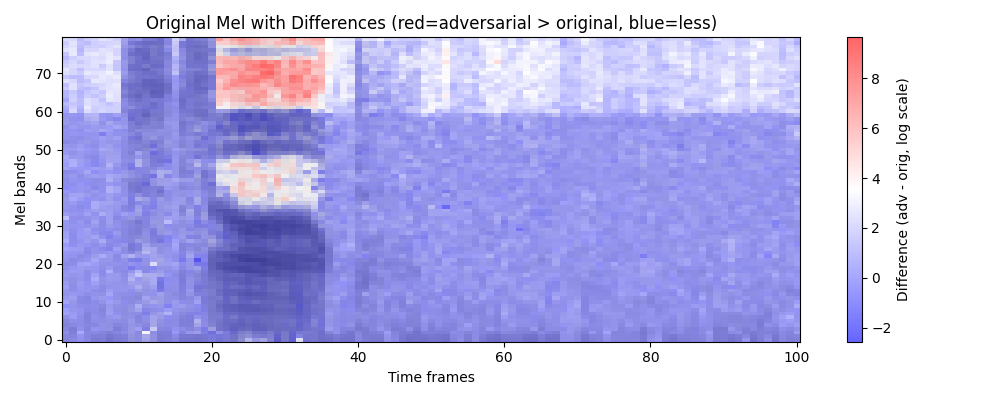 Original Mel with Differences (red=adversarial > original, blue=less)
Mel bands
70
60
50
40
30
20
10
0
0 20 40 60 80 100
Time frames
8
6
4
2
0
−2
Difference (adv - orig, log scale)